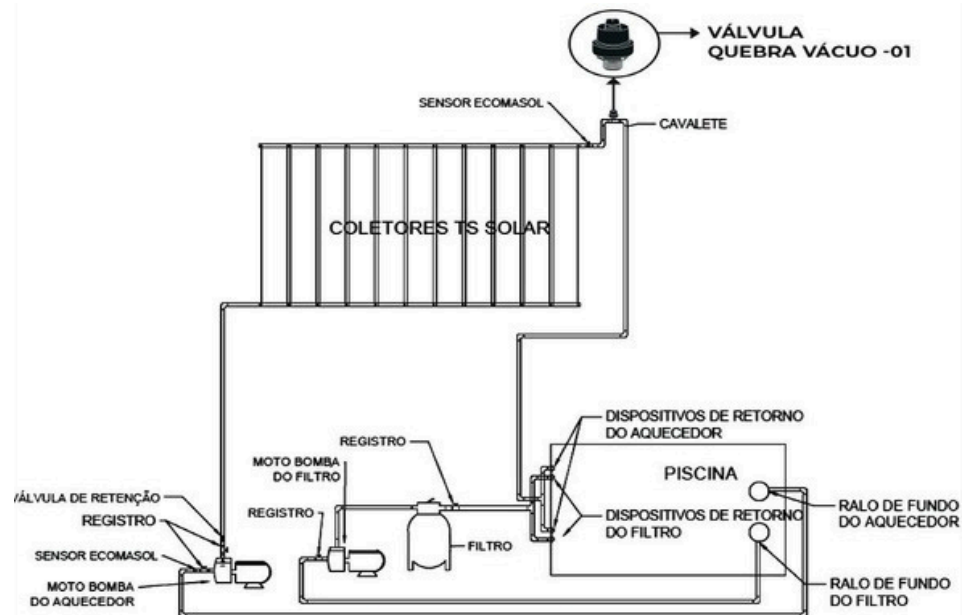 VÁLVULA
QUEBRA VÁCUO -01
SENSOR ECOMASOL
CAVALETE
COLETORES TS SOLAR
DISPOSITIVOS DE RETORNO
DO AQUECEDOR
REGISTRO
MOTO BOMBA
DO FILTRO
PISCINA
VÁLVULA DE RETENÇÃO
REGISTRO
REGISTRO
RALO DE FUNDO
DO AQUECEDOR
DISPOSITIVOS DE RETORNO
DO FILTRO
FILTRO
SENSOR ECOMASOL
MOTO BOMBA
DO AQUECEDOR
RALO DE FUNDO
DO FILTRO